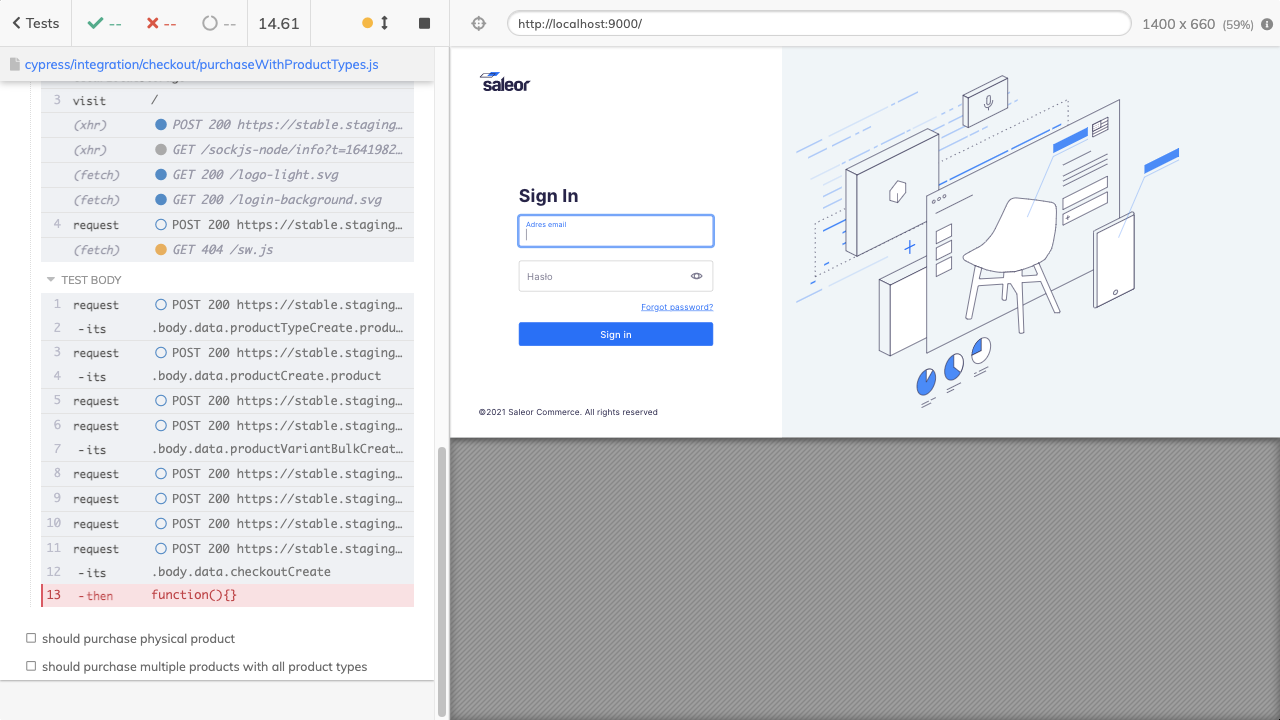 Tests
--
--
--
14.61
http://localhost:9000/
1400 x 660 (59%)
cypress/integration/checkout/purchaseWithProductTypes.js
3 visit /
(xhr) POST 200 https://stable.staging…
(xhr) GET /sockjs-node/info?t=1641982…
(fetch) GET 200 /logo-light.svg
(fetch) GET 200 /login-background.svg
4 request POST 200 https://stable.staging…
(fetch) GET 404 /sw.js
TEST BODY
1 request POST 200 https://stable.staging…
2 -its .body.data.productTypeCreate.produ…
3 request POST 200 https://stable.staging…
4 -its .body.data.productCreate.product
5 request POST 200 https://stable.staging…
6 request POST 200 https://stable.staging…
7 -its .body.data.productVariantBulkCreat…
8 request POST 200 https://stable.staging…
9 request POST 200 https://stable.staging…
10 request POST 200 https://stable.staging…
11 request POST 200 https://stable.staging…
12 -its .body.data.checkoutCreate
13 -then function(){}
should purchase physical product
should purchase multiple products with all product types
saleor
Sign In
Adres email
Hasło
Forgot password?
Sign in
©2021 Saleor Commerce. All rights reserved